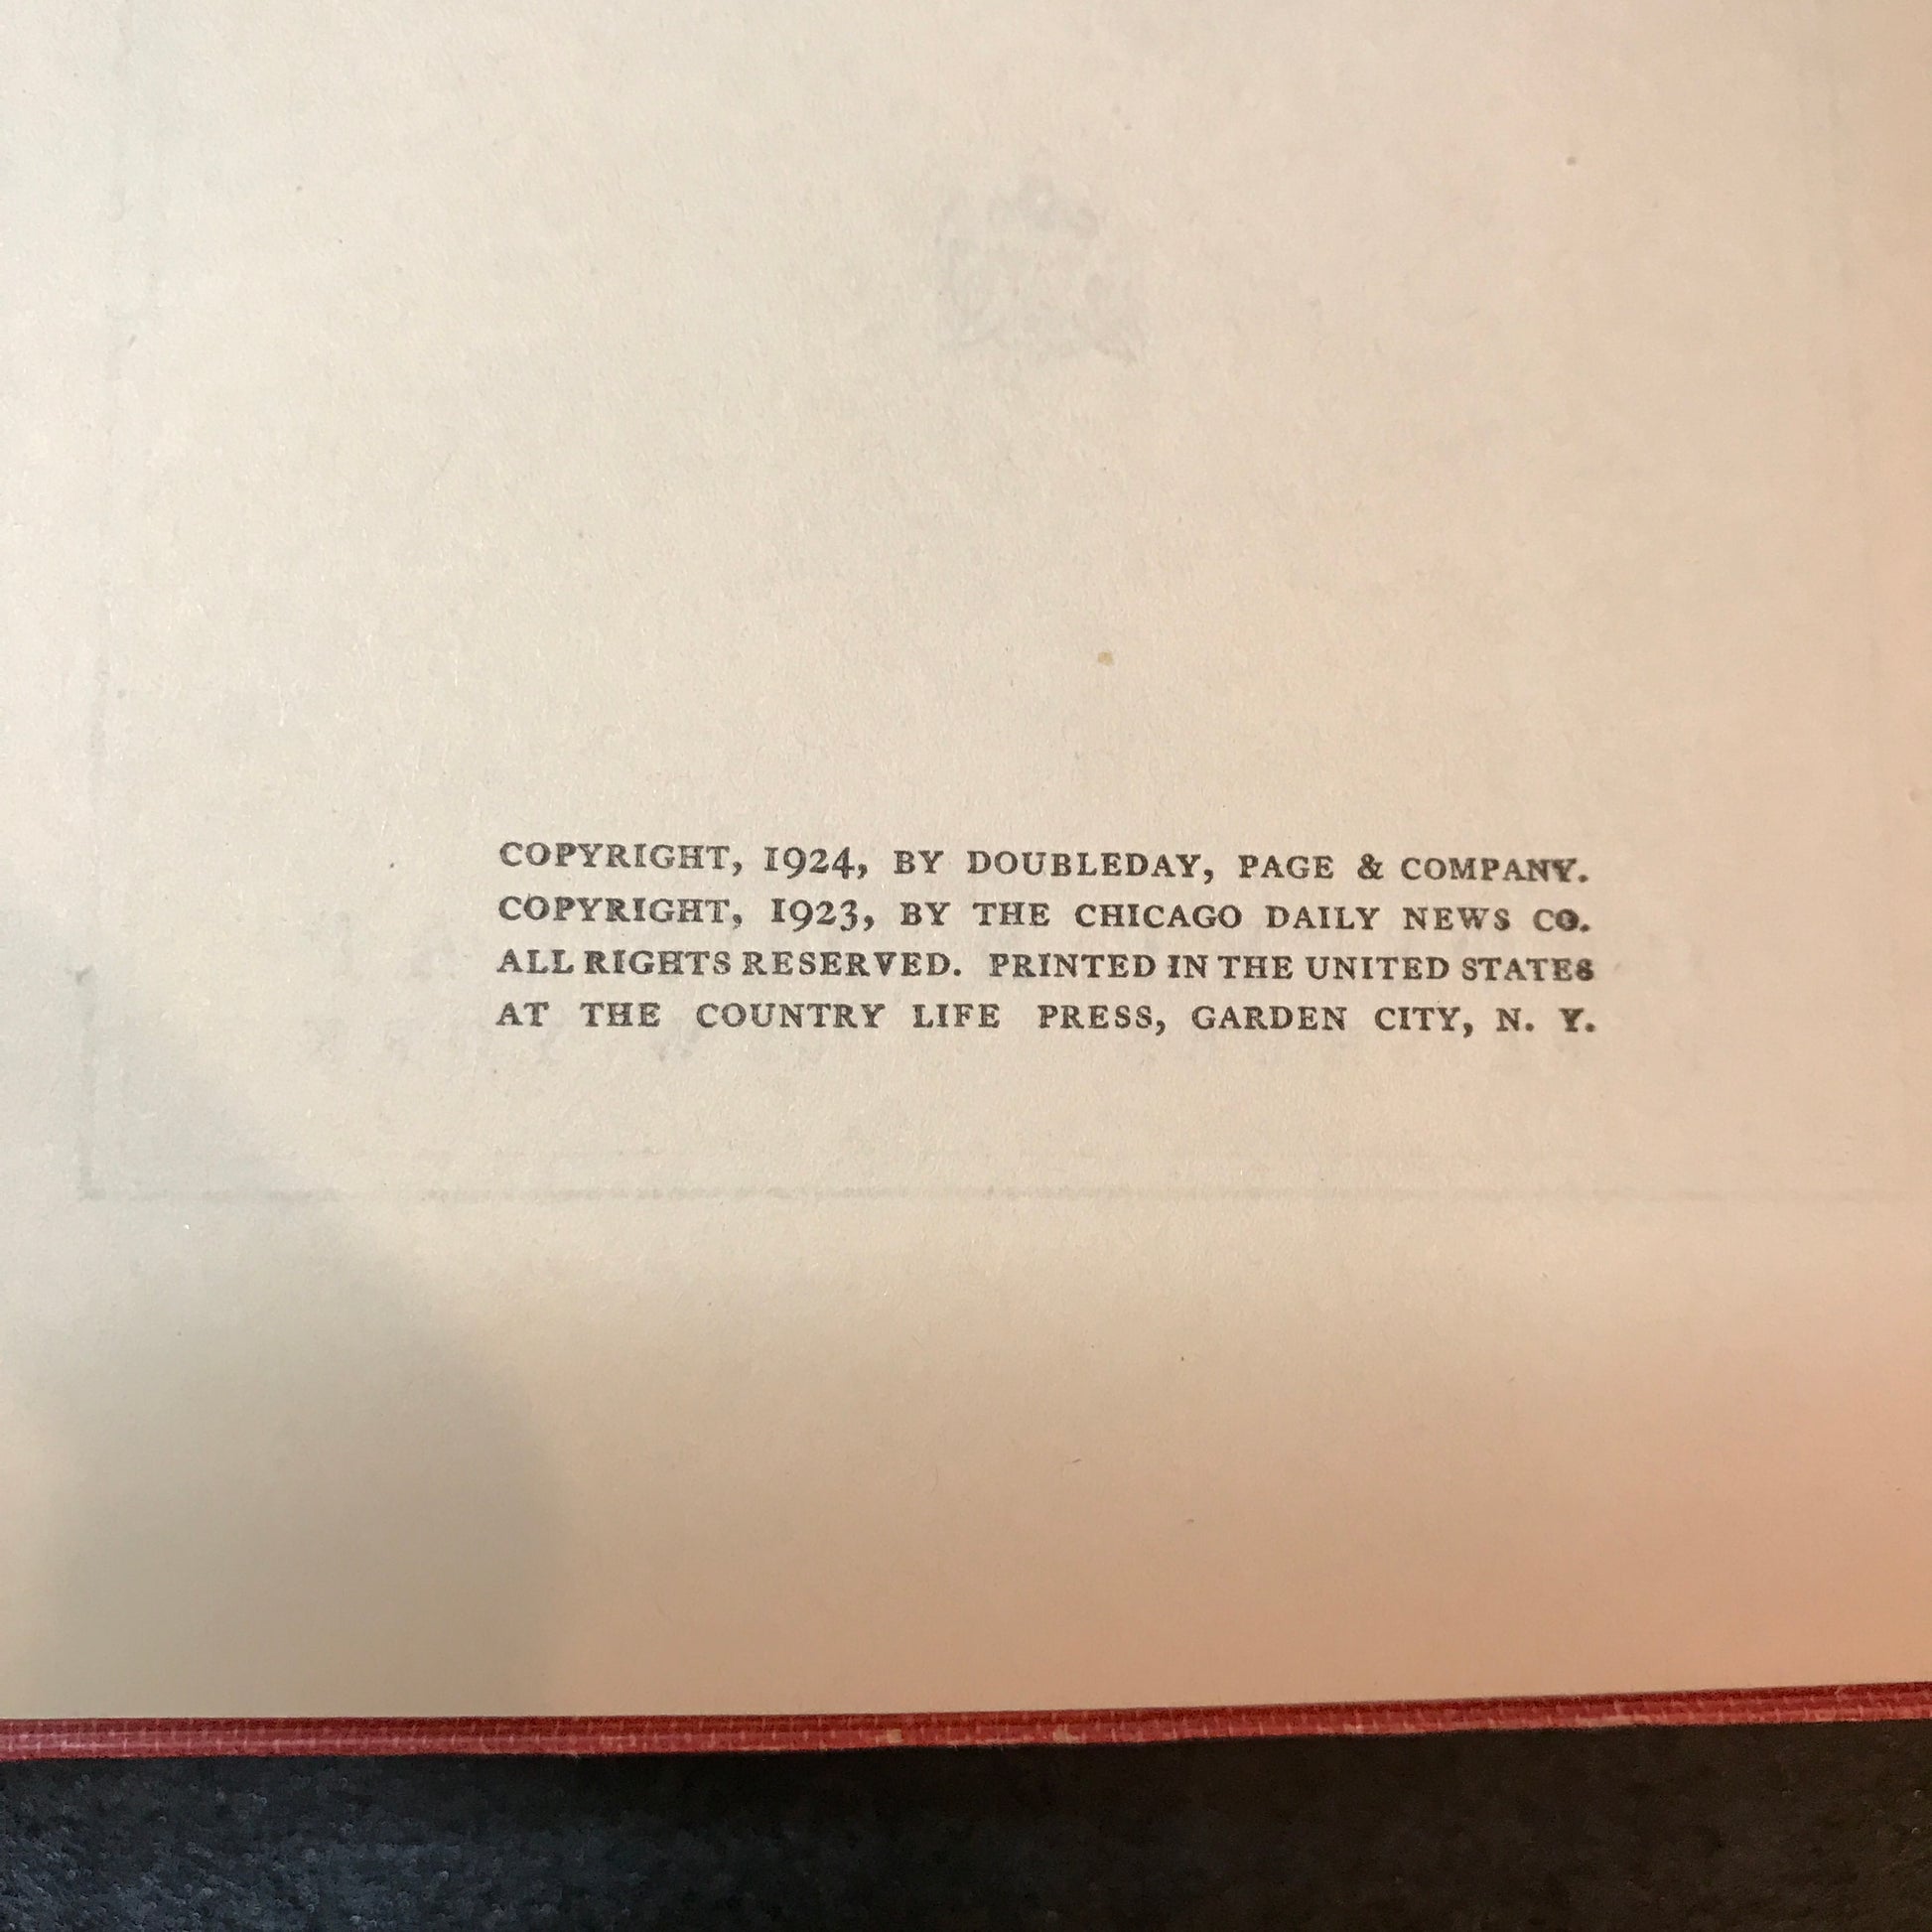 COPYRIGHT, 1924, BY DOUBLEDAY, PAGE & COMPANY.
COPYRIGHT, 1923, BY THE CHICAGO DAILY NEWS CO.
ALL RIGHTS RESERVED. PRINTED IN THE UNITED STATES
AT THE COUNTRY LIFE PRESS, GARDEN CITY, N. Y.